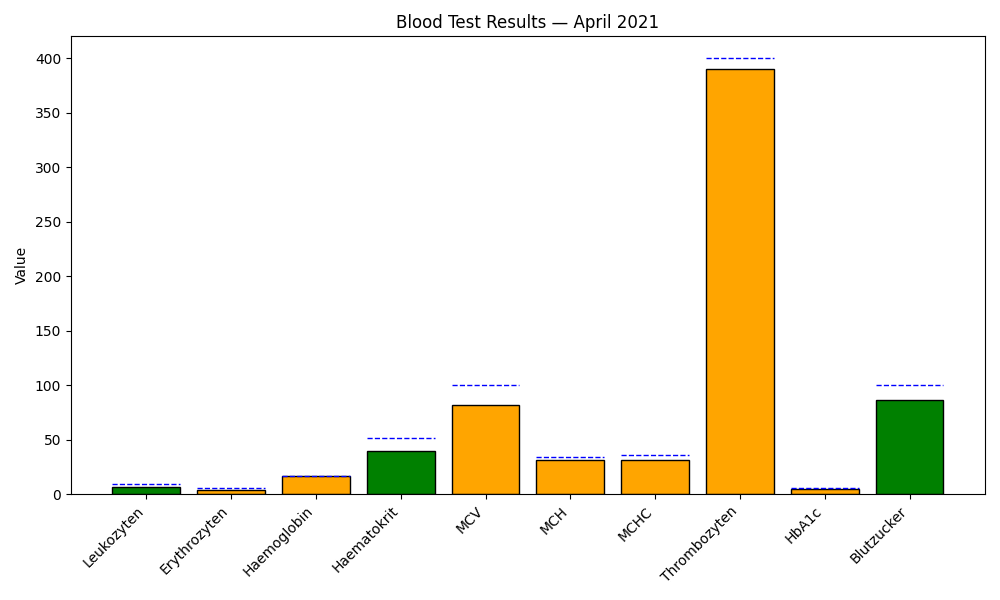 Blood Test Results — April 2021
Value
400
350
300
250
200
150
100
50
0
Leukozyten
Erythrozyten
Haemoglobin
Haematokrit
MCV
MCH
MCHC
Thrombozyten
HbA1c
Blutzucker